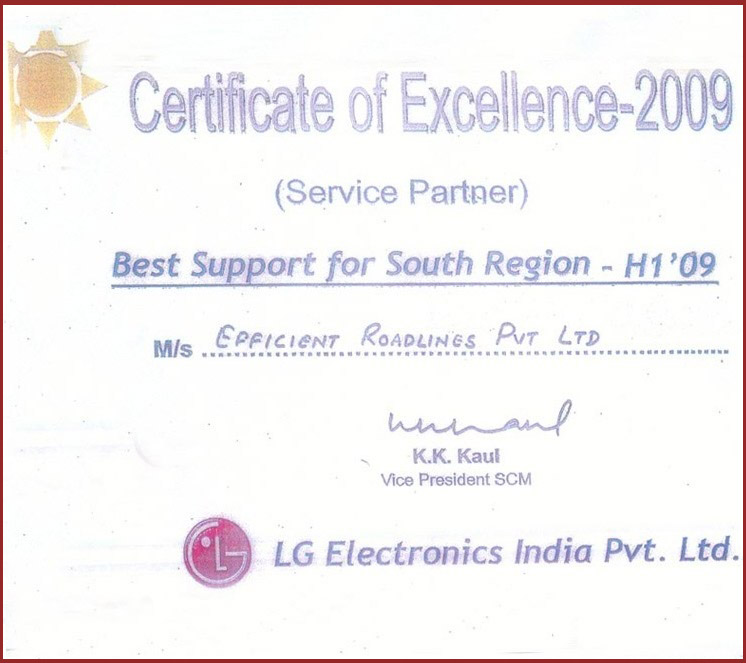 Certificate of Excellence-2009
(Service Partner)
Best Support for South Region - H1'09
M/s EFFICIENT ROADLINGS PVT LTD
K.K. Kaul
Vice President SCM
LG Electronics India Pvt. Ltd.